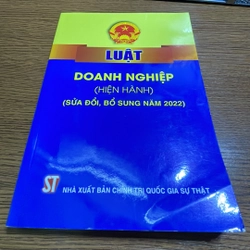 LUẬT
DOANH NGHIỆP
(HIỆN HÀNH)
(SỬA ĐỔI, BỔ SUNG NĂM 2022)
ST NHÀ XUẤT BẢN CHÍNH TRỊ QUỐC GIA SỰ THẬT